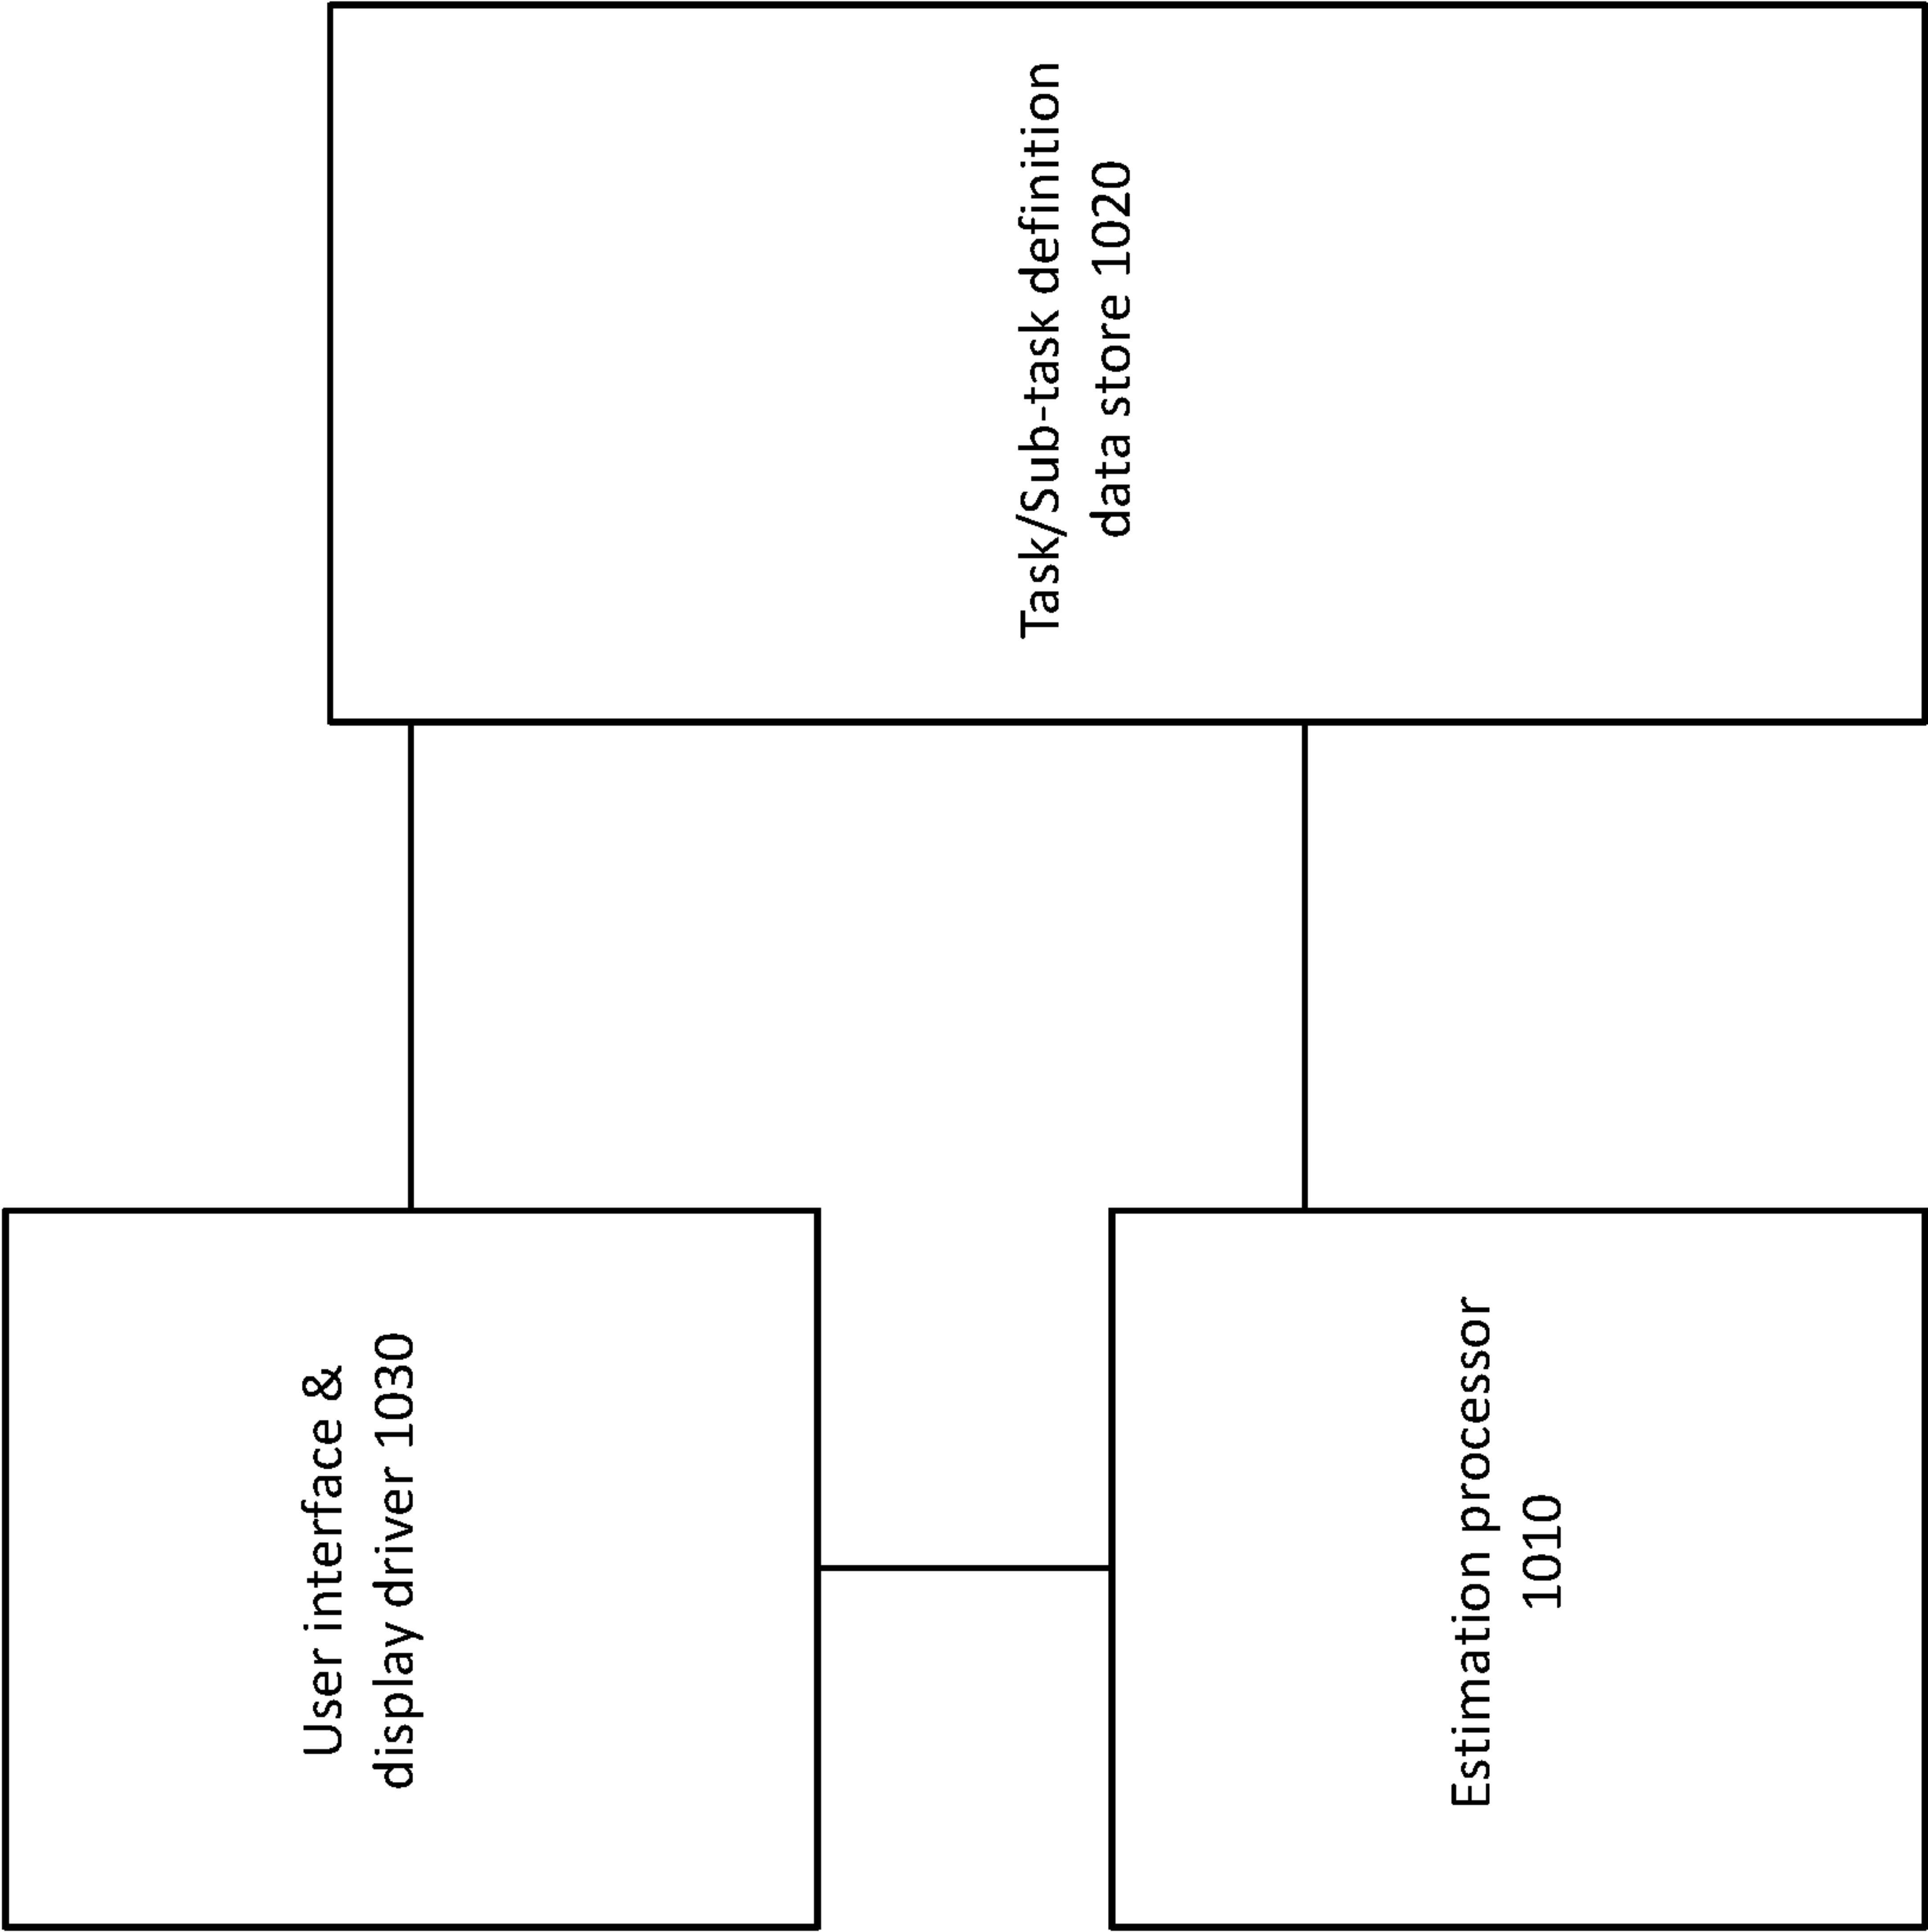 User interface &
display driver 1030
Estimation processor
1010
Task/Sub-task definition
data store 1020